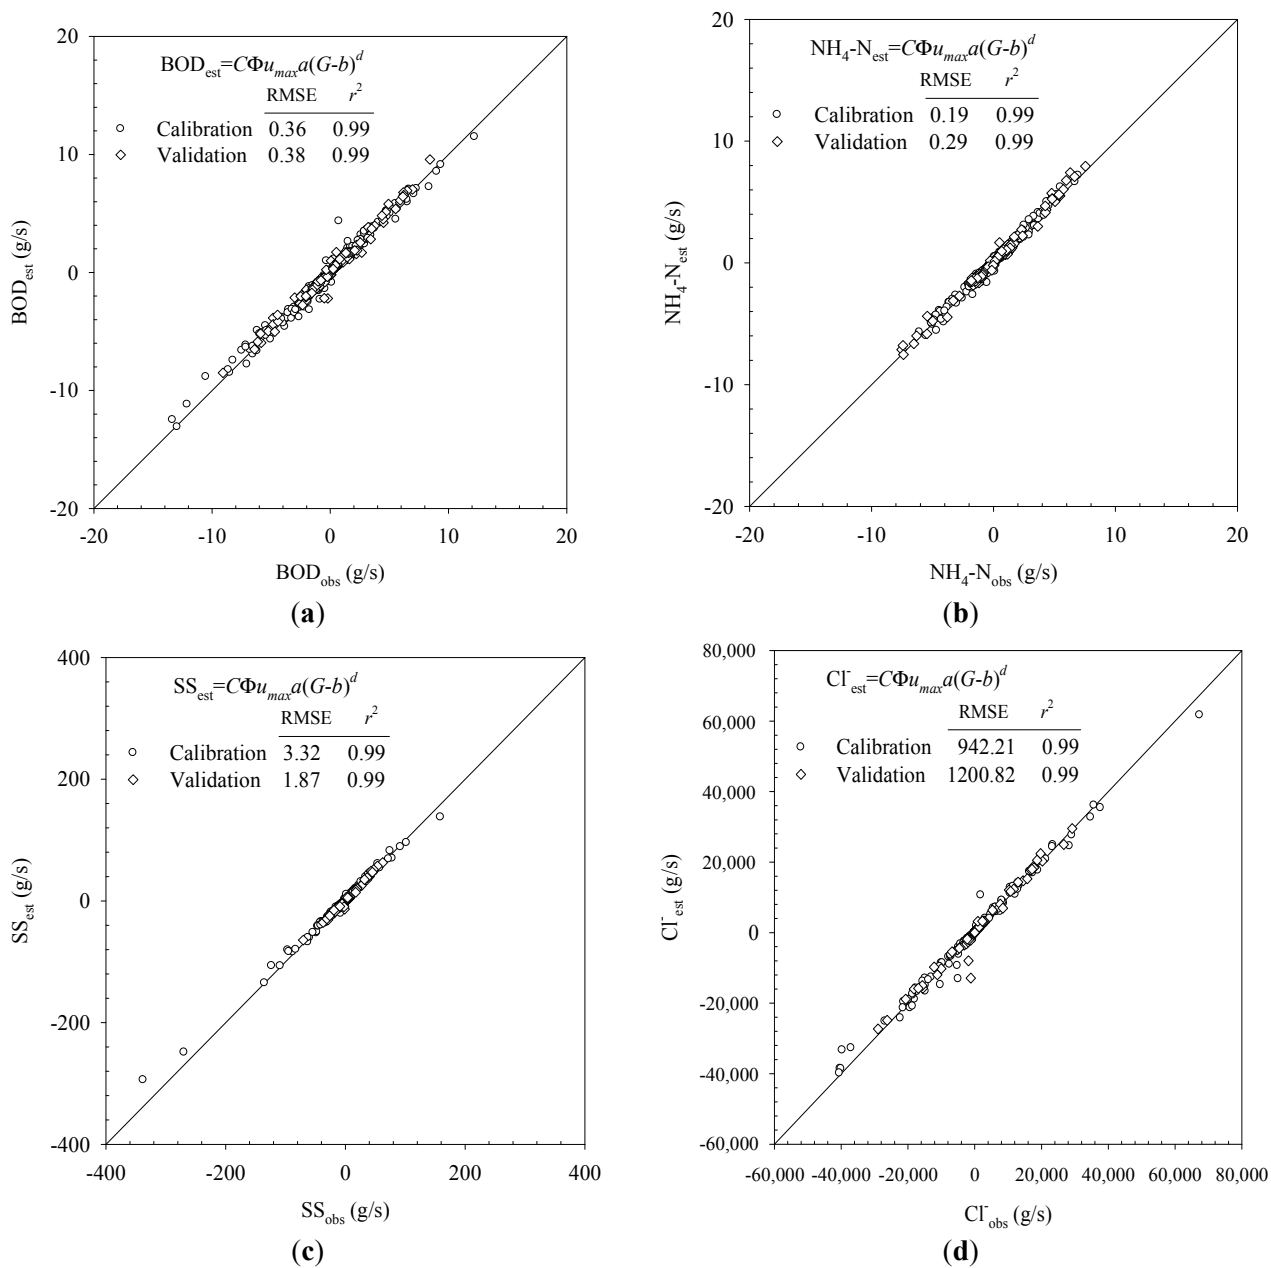 BOD_est=CΦu_max a(G-b)^d
RMSE r^2
Calibration 0.36 0.99
Validation 0.38 0.99
20
10
0
-10
-20
BOD_est (g/s)
-20 -10 0 10 20
BOD_obs (g/s)
(a)
NH_4-N_est=CΦu_max a(G-b)^d
RMSE r^2
Calibration 0.19 0.99
Validation 0.29 0.99
20
10
0
-10
-20
NH_4-N_est (g/s)
-20 -10 0 10 20
NH_4-N_obs (g/s)
(b)
SS_est=CΦu_max a(G-b)^d
RMSE r^2
Calibration 3.32 0.99
Validation 1.87 0.99
400
200
0
-200
-400
SS_est (g/s)
-400 -200 0 200 400
SS_obs (g/s)
(c)
Cl^-_est=CΦu_max a(G-b)^d
RMSE r^2
Calibration 942.21 0.99
Validation 1200.82 0.99
80,000
60,000
40,000
20,000
0
-20,000
-40,000
-60,000
Cl^-_est (g/s)
-60,000 -40,000 -20,000 0 20,000 40,000 60,000 80,000
Cl^-_obs (g/s)
(d)